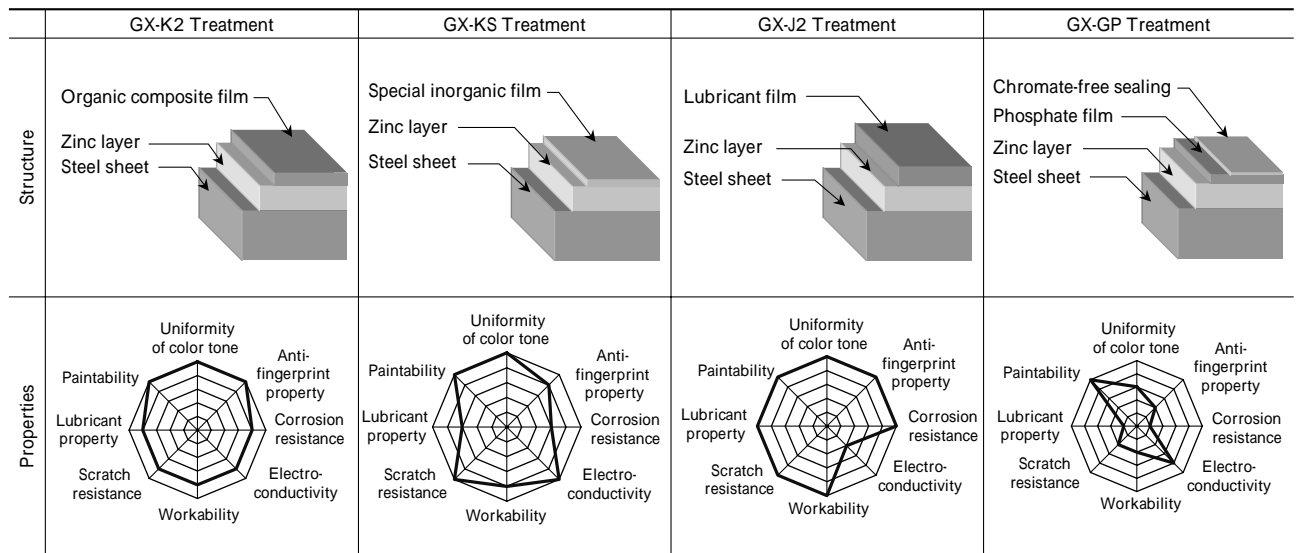 GX-K2 Treatment
GX-KS Treatment
GX-J2 Treatment
GX-GP Treatment
Structure
Organic composite film
Zinc layer
Steel sheet
Special inorganic film
Zinc layer
Steel sheet
Lubricant film
Zinc layer
Steel sheet
Chromate-free sealing
Phosphate film
Zinc layer
Steel sheet
Properties
Uniformity
of color tone
Anti-
fingerprint
property
Corrosion
resistance
Electro-
conductivity
Workability
Scratch
resistance
Lubricant
property
Paintability
Uniformity
of color tone
Anti-
fingerprint
property
Corrosion
resistance
Electro-
conductivity
Workability
Scratch
resistance
Lubricant
property
Paintability
Uniformity
of color tone
Anti-
fingerprint
property
Corrosion
resistance
Electro-
conductivity
Workability
Scratch
resistance
Lubricant
property
Paintability
Uniformity
of color tone
Anti-
fingerprint
property
Corrosion
resistance
Electro-
conductivity
Workability
Scratch
resistance
Lubricant
property
Paintability